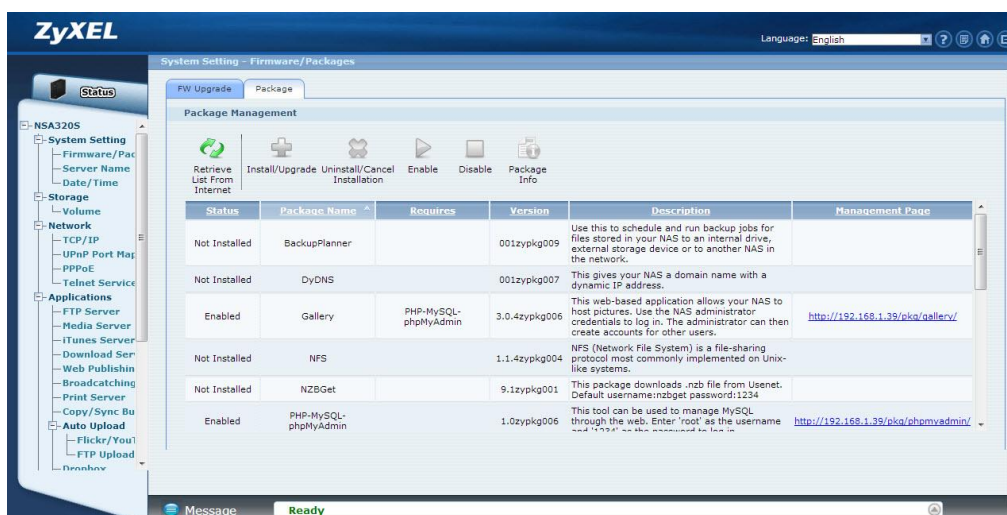 ZyXEL
Language: English
System Setting - Firmware/Packages
Status
FW Upgrade
Package
Package Management
NSA320S
System Setting
Firmware/Pac
Server Name
Date/Time
Storage
Volume
Network
TCP/IP
UPnP Port Map
PPPoE
Telnet Service
Applications
FTP Server
Media Server
iTunes Server
Download Ser
Web Publishin
Broadcatching
Print Server
Copy/Sync Bu
Auto Upload
Flickr/YouT
FTP Upload
Dropbox
Retrieve
List From
Internet
Install/Upgrade
Uninstall/Cancel
Installation
Enable
Disable
Package
Info
Status Package Name Requires Version Description Management Page
Not Installed BackupPlanner 001zypkg009
Use this to schedule and run backup jobs for
files stored in your NAS to an internal drive,
external storage device or to another NAS in
the network.
Not Installed DyDNS 001zypkg007
This gives your NAS a domain name with a
dynamic IP address.
Enabled Gallery
PHP-MySQL-
phpMyAdmin
3.0.4zypkg006
This web-based application allows your NAS to
host pictures. Use the NAS administrator
credentials to log in. The administrator can then
create accounts for other users.
http://192.168.1.39/pkg/gallery/
Not Installed NFS 1.1.4zypkg004
NFS (Network File System) is a file-sharing
protocol most commonly implemented on Unix-
like systems.
Not Installed NZBGet 9.1zypkg001
This package downloads .nzb file from Usenet.
Default username:nzbget password:1234
Enabled
PHP-MySQL-
phpMyAdmin
1.0zypkg006
This tool can be used to manage MySQL
through the web. Enter 'root' as the username
and '1234' as the password to log in
http://192.168.1.39/pkg/phpmyadmin/
Message
Ready